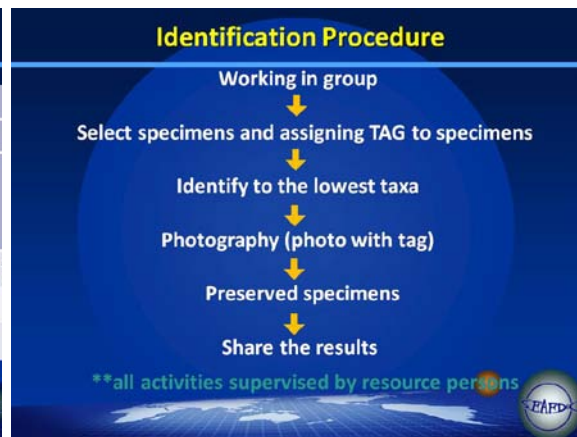 Identification Procedure
Working in group
Select specimens and assigning TAG to specimens
Identify to the lowest taxa
Photography (photo with tag)
Preserved specimens
Share the results
**all activities supervised by resource persons